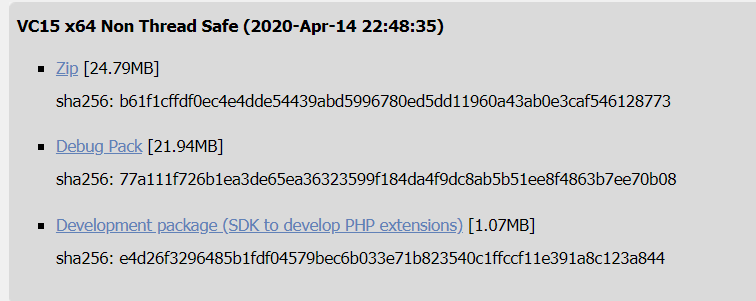 VC15 x64 Non Thread Safe (2020-Apr-14 22:48:35)
Zip [24.79MB]
sha256: b61f1cffdf0ec4e4dde54439abd5996780ed5dd11960a43ab0e3caf546128773
Debug Pack [21.94MB]
sha256: 77a111f726b1ea3de65ea36323599f184da4f9dc8ab5b51ee8f4863b7ee70b08
Development package (SDK to develop PHP extensions) [1.07MB]
sha256: e4d26f3296485b1fdf04579bec6b033e71b823540c1ffccf11e391a8c123a844